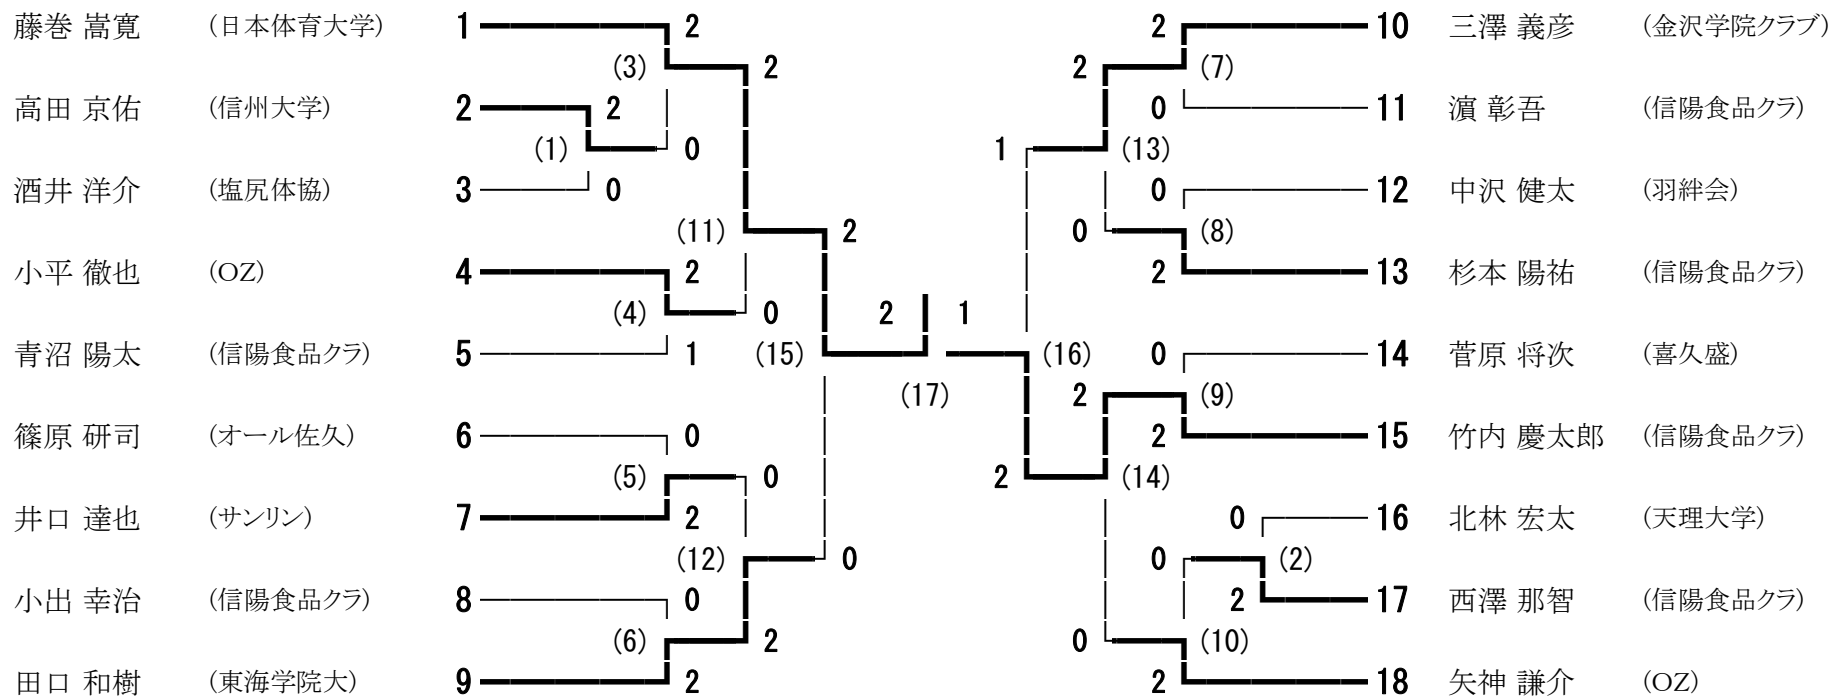 藤巻 嵩寛 (日本体育大学) 1 2 2 10 三澤 義彦 (金沢学院クラブ)
(3) 2 2 (7)
高田 京佑 (信州大学) 2 2 0 11 濵 彰吾 (信陽食品クラ)
(1) 0 1 (13)
酒井 洋介 (塩尻体協) 3 0 0 12 中沢 健太 (羽絆会)
(11) 2 0 (8)
小平 徹也 (OZ) 4 2 2 13 杉本 陽祐 (信陽食品クラ)
(4) 0 2 1
青沼 陽太 (信陽食品クラ) 5 1 (15) (16) 0 14 菅原 将次 (喜久盛)
(17) 2 (9)
篠原 研司 (オール佐久) 6 0 2 15 竹内 慶太郎 (信陽食品クラ)
(5) 0 2 (14)
井口 達也 (サンリン) 7 2 0 16 北林 宏太 (天理大学)
(12) 0 0 (2)
小出 幸治 (信陽食品クラ) 8 0 2 17 西澤 那智 (信陽食品クラ)
(6) 2 0 (10)
田口 和樹 (東海学院大) 9 2 2 18 矢神 謙介 (OZ)